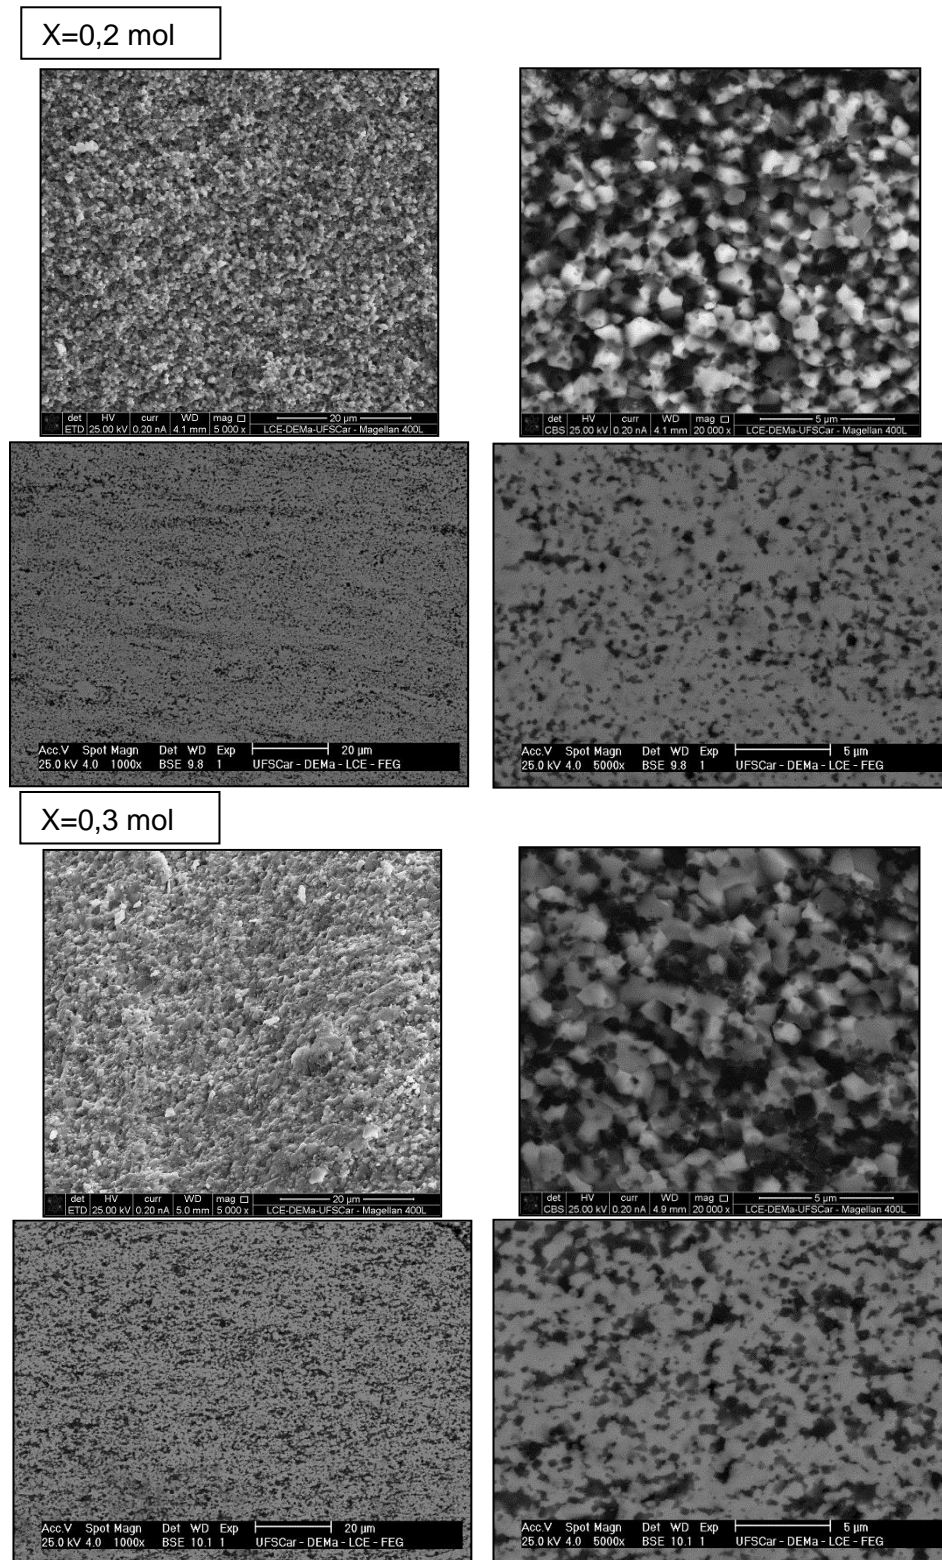 X=0,2 mol
det HV curr WD mag □ 20 µm
ETD 25.00 kV 0.20 nA 4.1 mm 5 000 x LCE-DEMa-UFSCar - Magellan 400L
det HV curr WD mag □ 5 µm
CBS 25.00 kV 0.20 nA 4.1 mm 20 000 x LCE-DEMa-UFSCar - Magellan 400L
Acc.V Spot Magn Det WD Exp 20 µm
25.0 kV 4.0 1000x BSE 9.8 1 UFSCar - DEMa - LCE - FEG
Acc.V Spot Magn Det WD Exp 5 µm
25.0 kV 4.0 5000x BSE 9.8 1 UFSCar - DEMa - LCE - FEG
X=0,3 mol
det HV curr WD mag □ 20 µm
ETD 25.00 kV 0.20 nA 5.0 mm 5 000 x LCE-DEMa-UFSCar - Magellan 400L
det HV curr WD mag □ 5 µm
CBS 25.00 kV 0.20 nA 4.9 mm 20 000 x LCE-DEMa-UFSCar - Magellan 400L
Acc.V Spot Magn Det WD Exp 20 µm
25.0 kV 4.0 1000x BSE 10.1 1 UFSCar - DEMa - LCE - FEG
Acc.V Spot Magn Det WD Exp 5 µm
25.0 kV 4.0 5000x BSE 10.1 1 UFSCar - DEMa - LCE - FEG